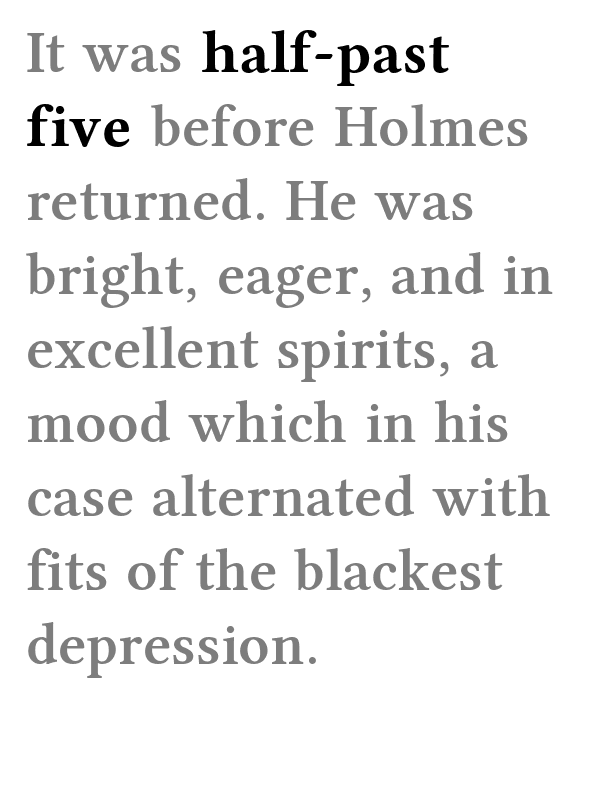 It was half-past
five before Holmes
returned. He was
bright, eager, and in
excellent spirits, a
mood which in his
case alternated with
fits of the blackest
depression.